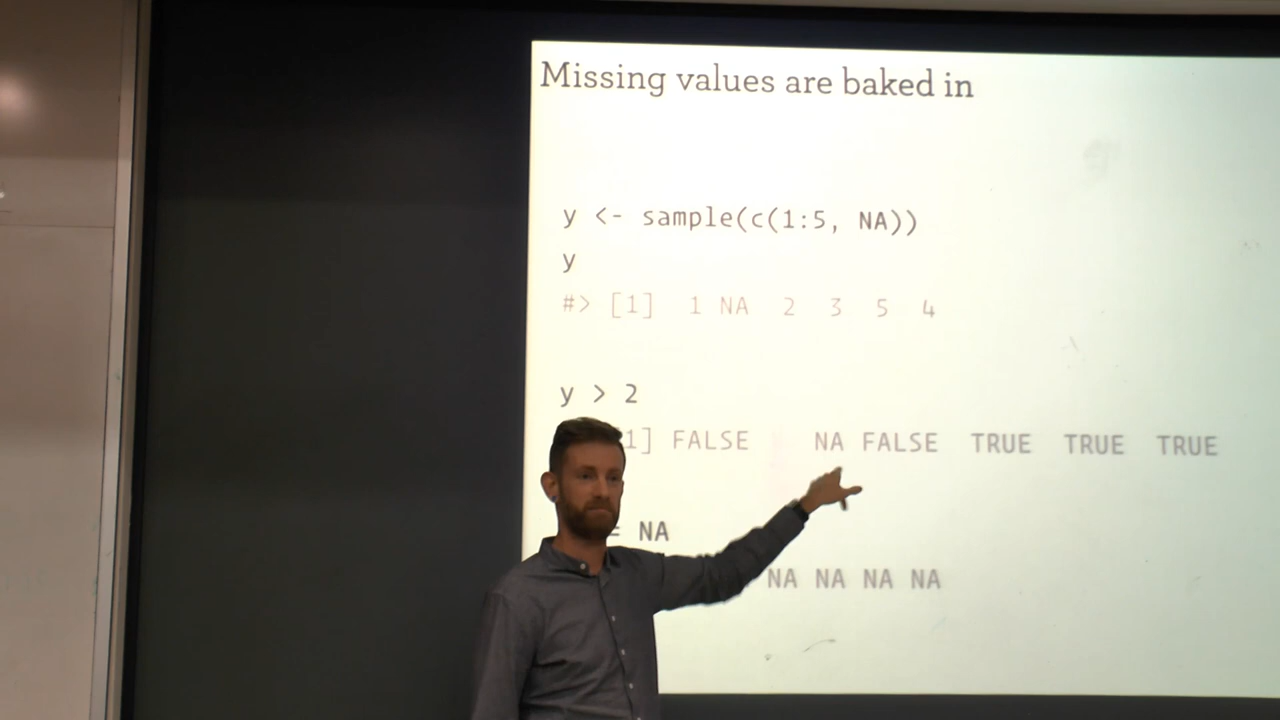 Missing values are baked in
y <- sample(c(1:5, NA))
y
#> [1] 1 NA 2 3 5 4
y > 2
1] FALSE NA FALSE TRUE TRUE TRUE
= NA
NA NA NA NA